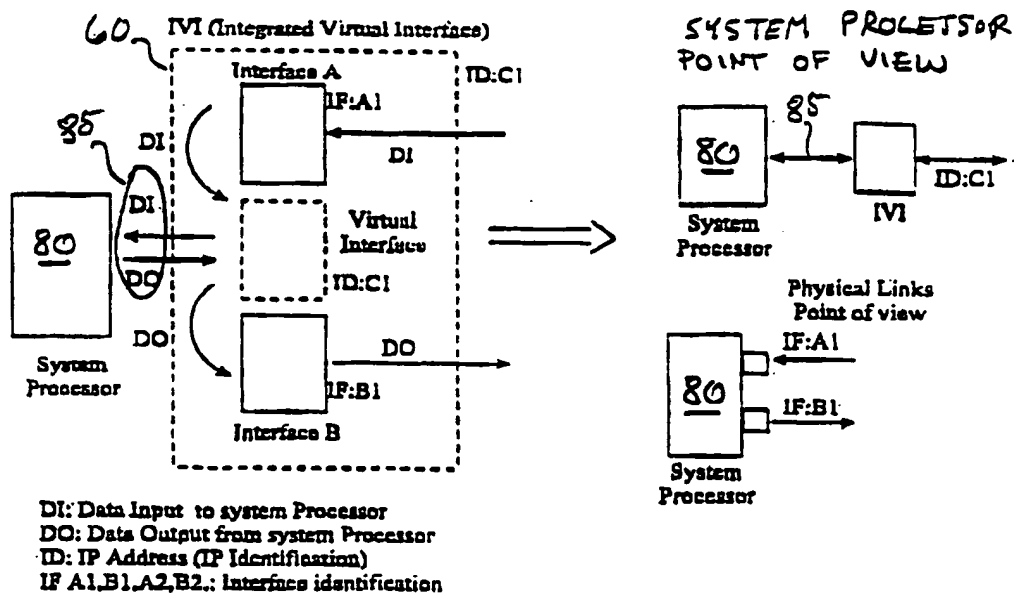 60
IVI (Integrated Virtual Interface)
Interface A
ID:C1
IF:A1
DI
85
DI
DI
DO
80
System
Processor
Virtual
Interface
ID:C1
DO
DO
IF:B1
Interface B
SYSTEM PROCESSOR
POINT OF VIEW
85
80
System
Processor
IVI
ID:C1
Physical Links
Point of view
IF:A1
80
IF:B1
System
Processor
DI: Data Input to system Processor
DO: Data Output from system Processor
ID: IP Address (IP Identification)
IF A1,B1,A2,B2,: Interface identification